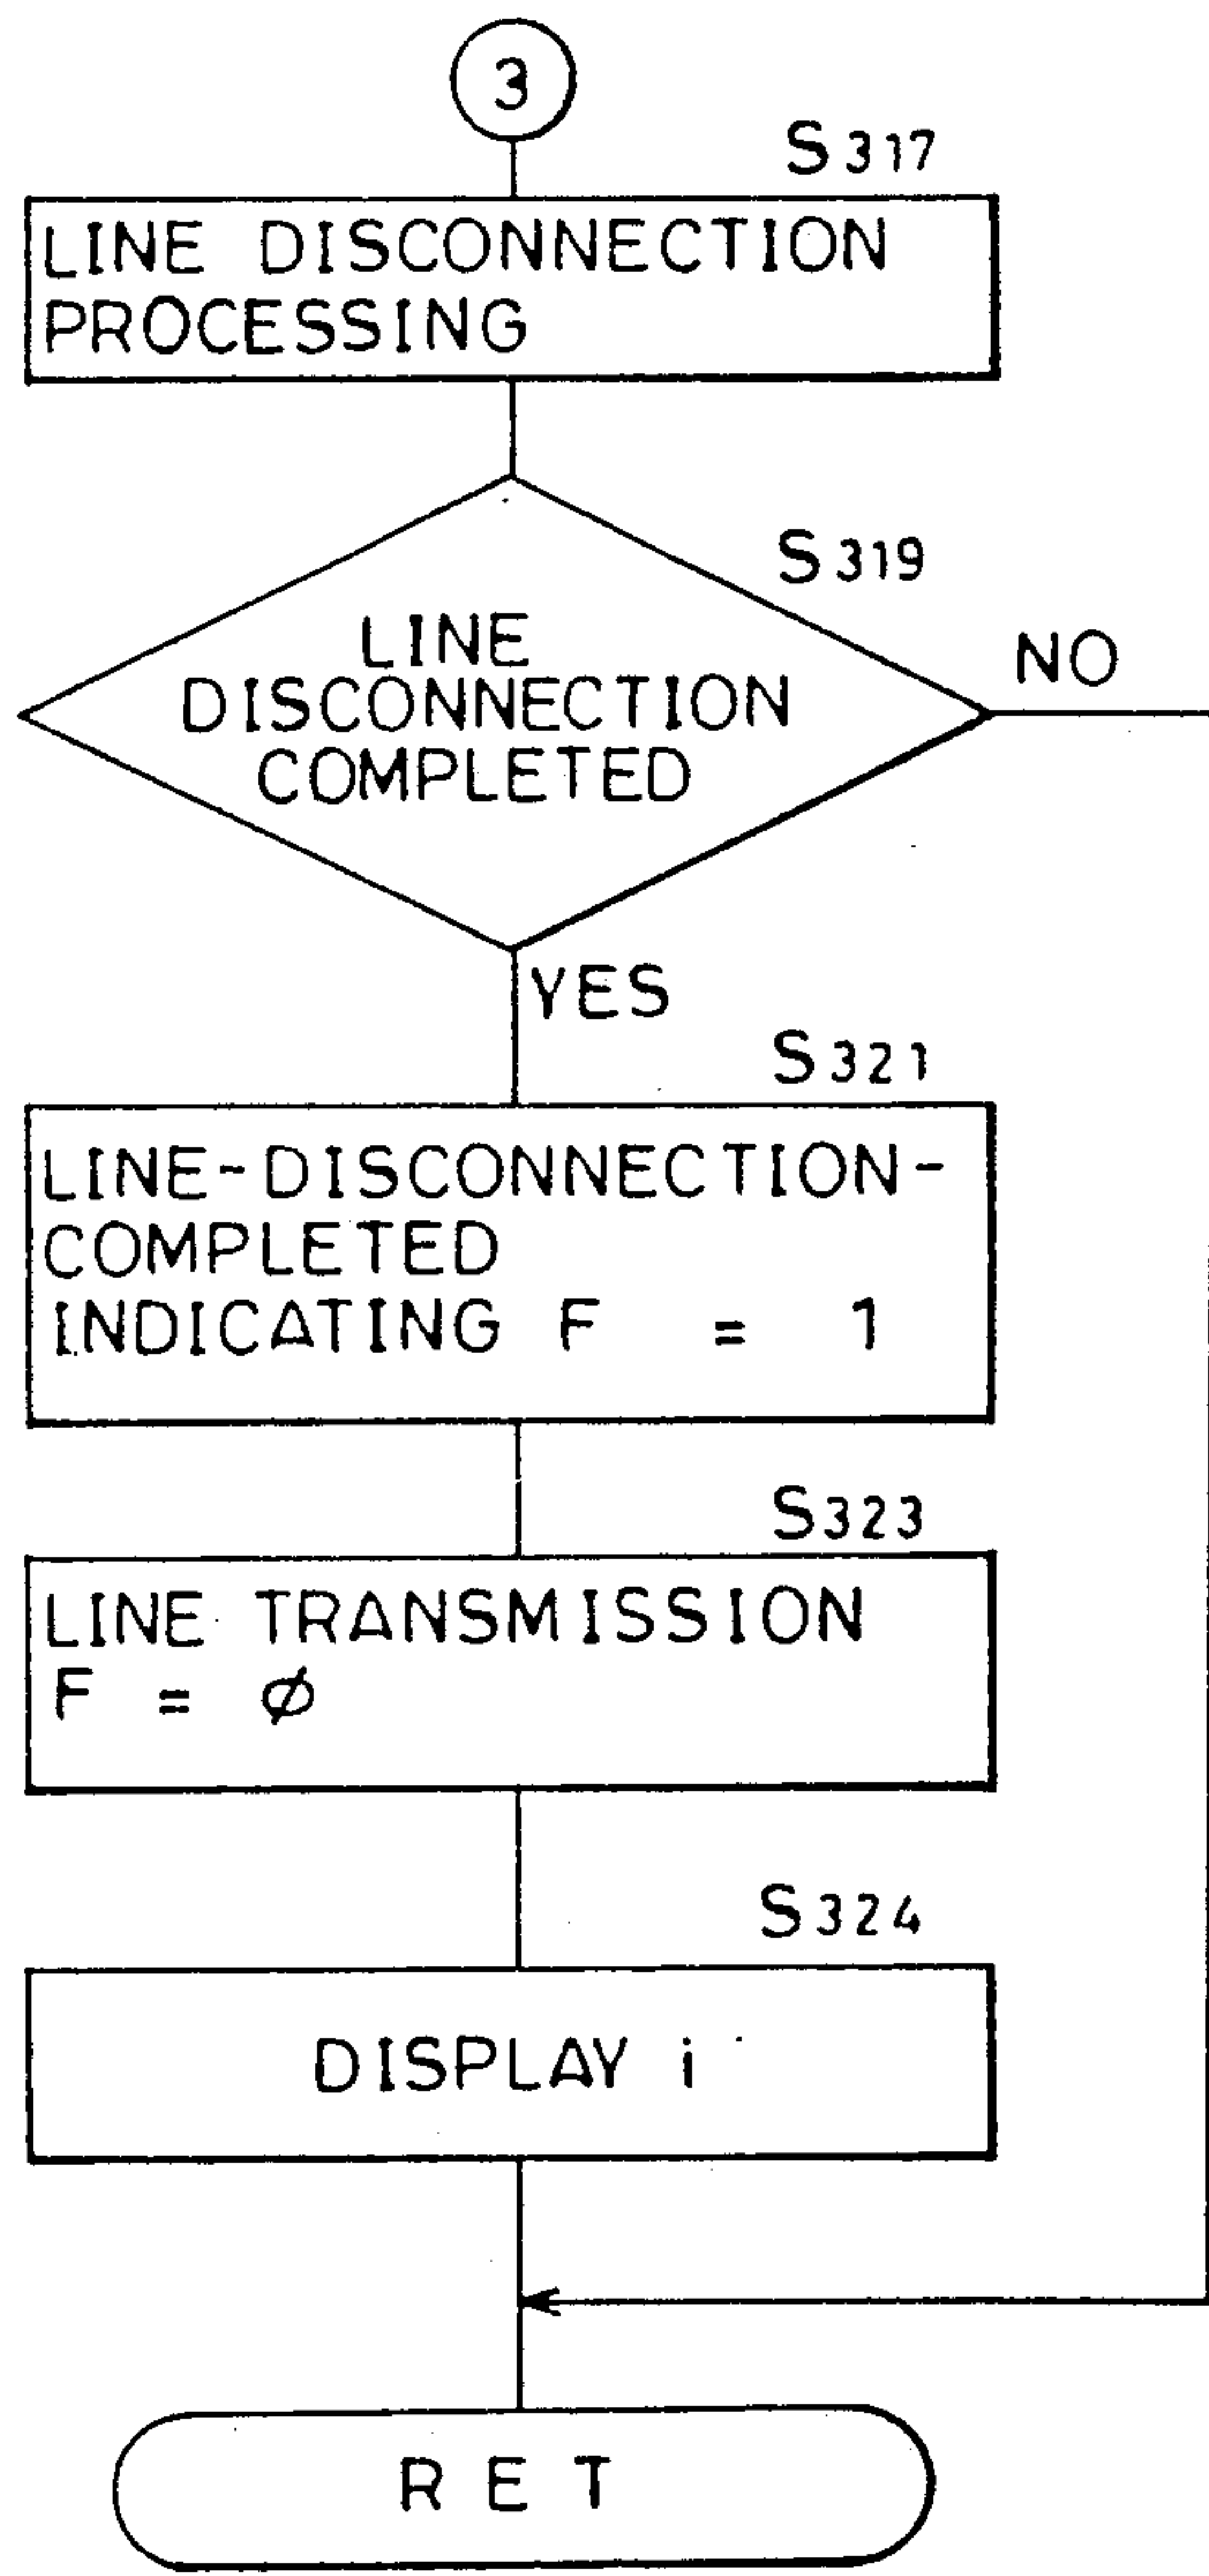 3
S317
LINE DISCONNECTION
PROCESSING
S319
LINE
DISCONNECTION
COMPLETED
NO
YES
S321
LINE-DISCONNECTION-
COMPLETED
INDICATING F = 1
S323
LINE TRANSMISSION
F = ∅
S324
DISPLAY i
RET